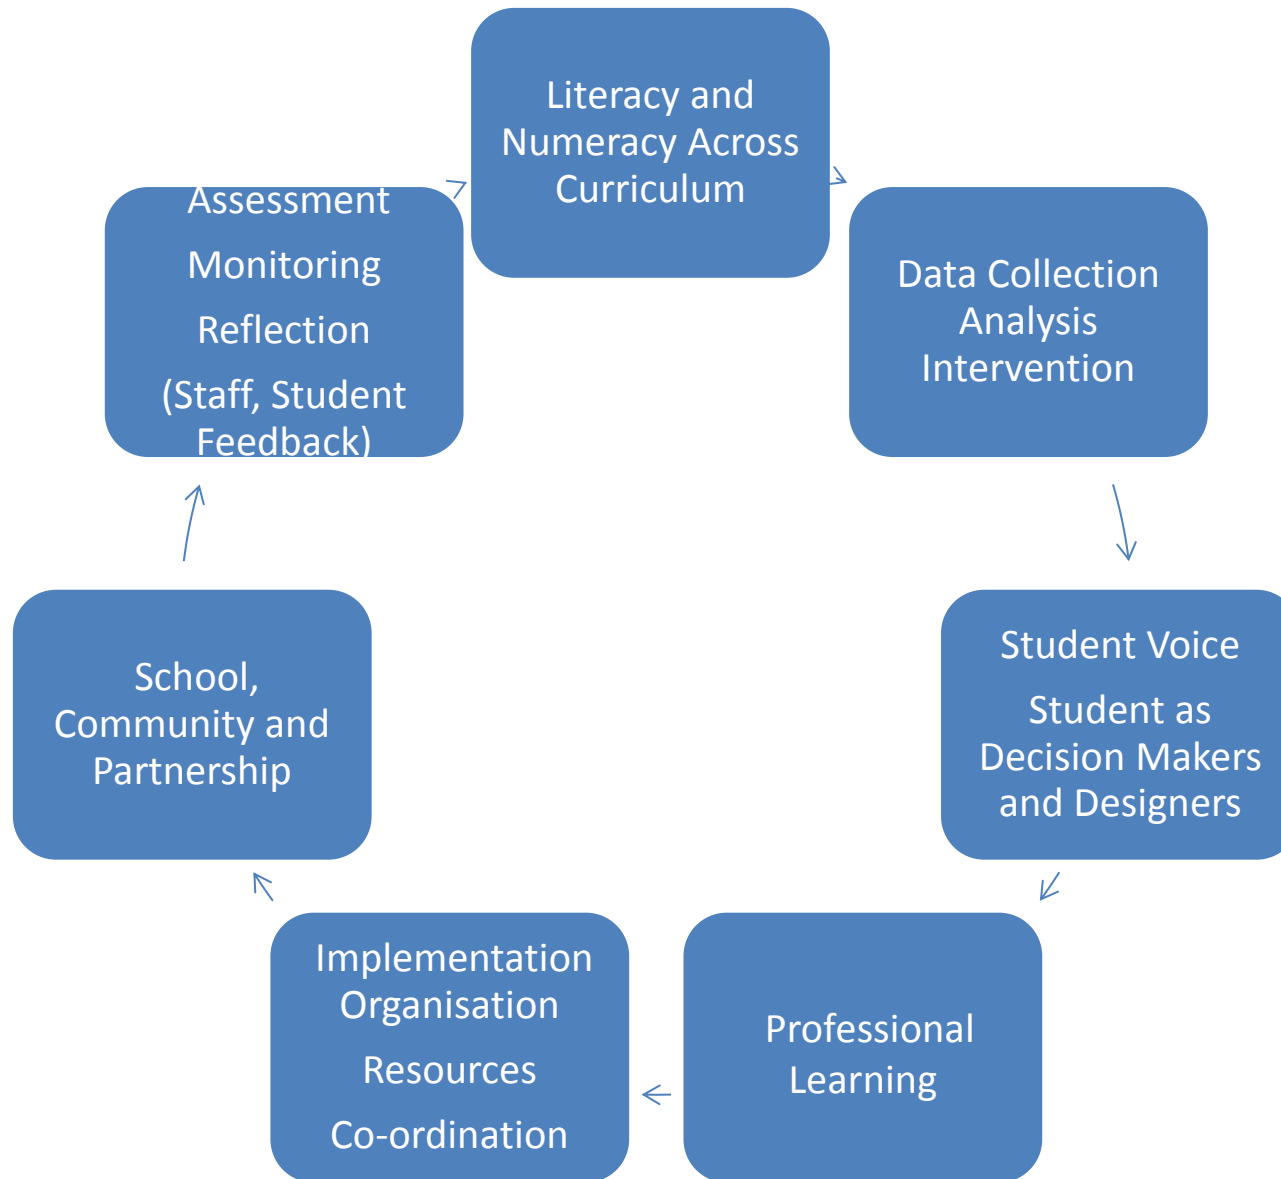 Literacy and
Numeracy Across
Curriculum
Data Collection
Analysis
Intervention
Student Voice
Student as
Decision Makers
and Designers
Professional
Learning
Implementation
Organisation
Resources
Co-ordination
School,
Community and
Partnership
Assessment
Monitoring
Reflection
(Staff, Student
Feedback)